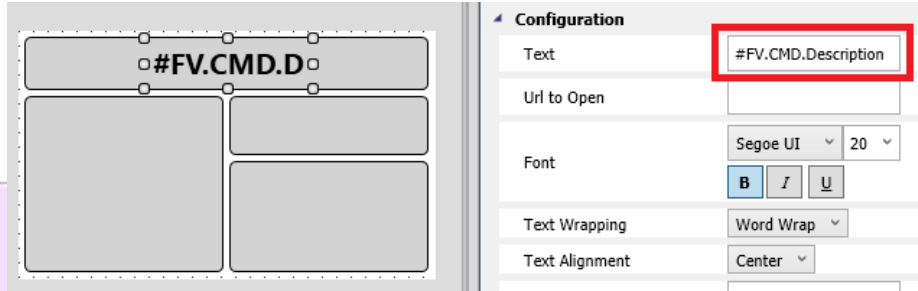 #FV.CMD.D
Configuration
Text #FV.CMD.Description
Url to Open
Font Segoe UI 20
B I U
Text Wrapping Word Wrap
Text Alignment Center